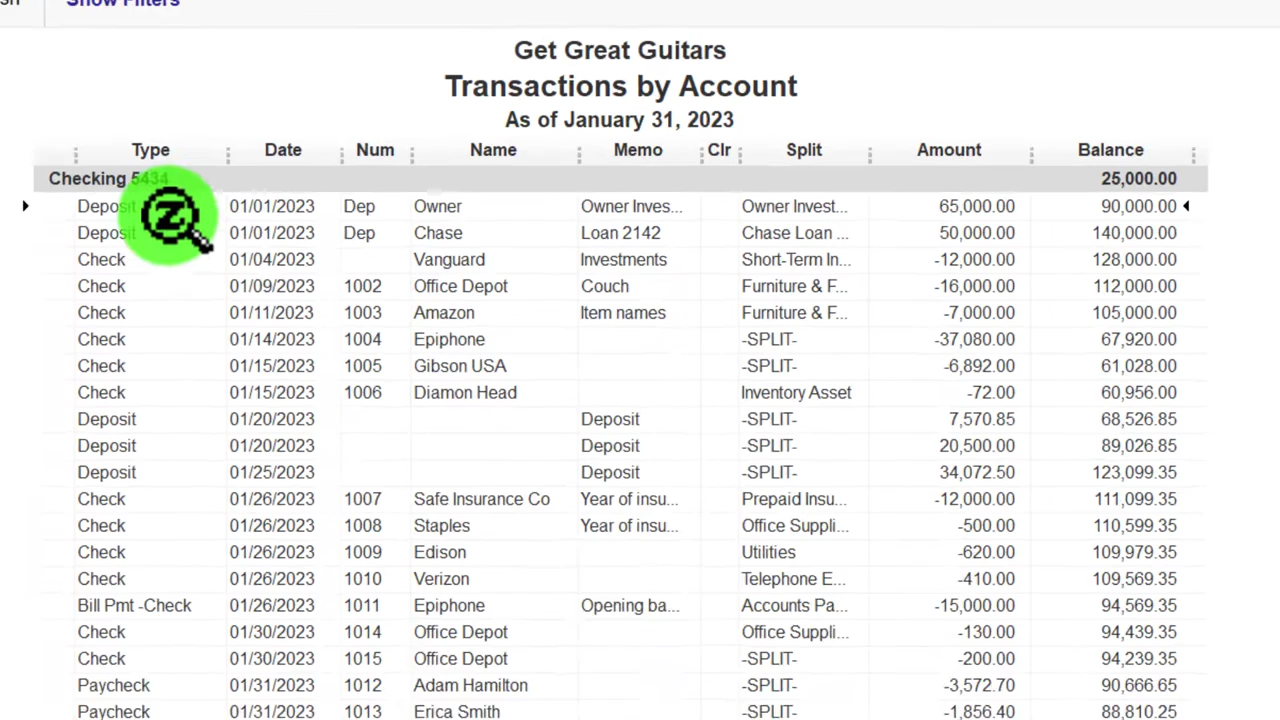 Show Filters
Get Great Guitars
Transactions by Account
As of January 31, 2023
Type Date Num Name Memo Clr Split Amount Balance
Checking 5434 25,000.00
Deposit 01/01/2023 Dep Owner Owner Inves... Owner Invest... 65,000.00 90,000.00
Deposit 01/01/2023 Dep Chase Loan 2142 Chase Loan ... 50,000.00 140,000.00
Check 01/04/2023 Vanguard Investments Short-Term In... -12,000.00 128,000.00
Check 01/09/2023 1002 Office Depot Couch Furniture & F... -16,000.00 112,000.00
Check 01/11/2023 1003 Amazon Item names Furniture & F... -7,000.00 105,000.00
Check 01/14/2023 1004 Epiphone -SPLIT- -37,080.00 67,920.00
Check 01/15/2023 1005 Gibson USA -SPLIT- -6,892.00 61,028.00
Check 01/15/2023 1006 Diamon Head Inventory Asset -72.00 60,956.00
Deposit 01/20/2023 Deposit -SPLIT- 7,570.85 68,526.85
Deposit 01/20/2023 Deposit -SPLIT- 20,500.00 89,026.85
Deposit 01/25/2023 Deposit -SPLIT- 34,072.50 123,099.35
Check 01/26/2023 1007 Safe Insurance Co Year of insu... Prepaid Insu... -12,000.00 111,099.35
Check 01/26/2023 1008 Staples Year of insu... Office Suppli... -500.00 110,599.35
Check 01/26/2023 1009 Edison Utilities -620.00 109,979.35
Check 01/26/2023 1010 Verizon Telephone E... -410.00 109,569.35
Bill Pmt -Check 01/26/2023 1011 Epiphone Opening ba... Accounts Pa... -15,000.00 94,569.35
Check 01/30/2023 1014 Office Depot Office Suppli... -130.00 94,439.35
Check 01/30/2023 1015 Office Depot -SPLIT- -200.00 94,239.35
Paycheck 01/31/2023 1012 Adam Hamilton -SPLIT- -3,572.70 90,666.65
Paycheck 01/31/2023 1013 Erica Smith -SPLIT- -1,856.40 88,810.25